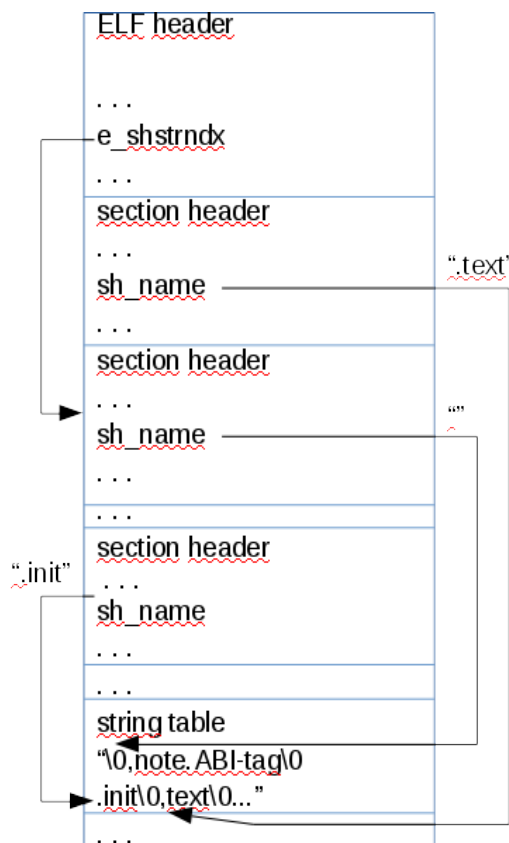 ELF header
. . .
e_shstrndx
. . .
section header
. . .
sh_name
“.text”
. . .
section header
. . .
“”
sh_name
. . .
. . .
section header
“.init”
. . .
sh_name
. . .
. . .
string table
“\0,note.ABI-tag\0
.init\0,text\0...”
. . .